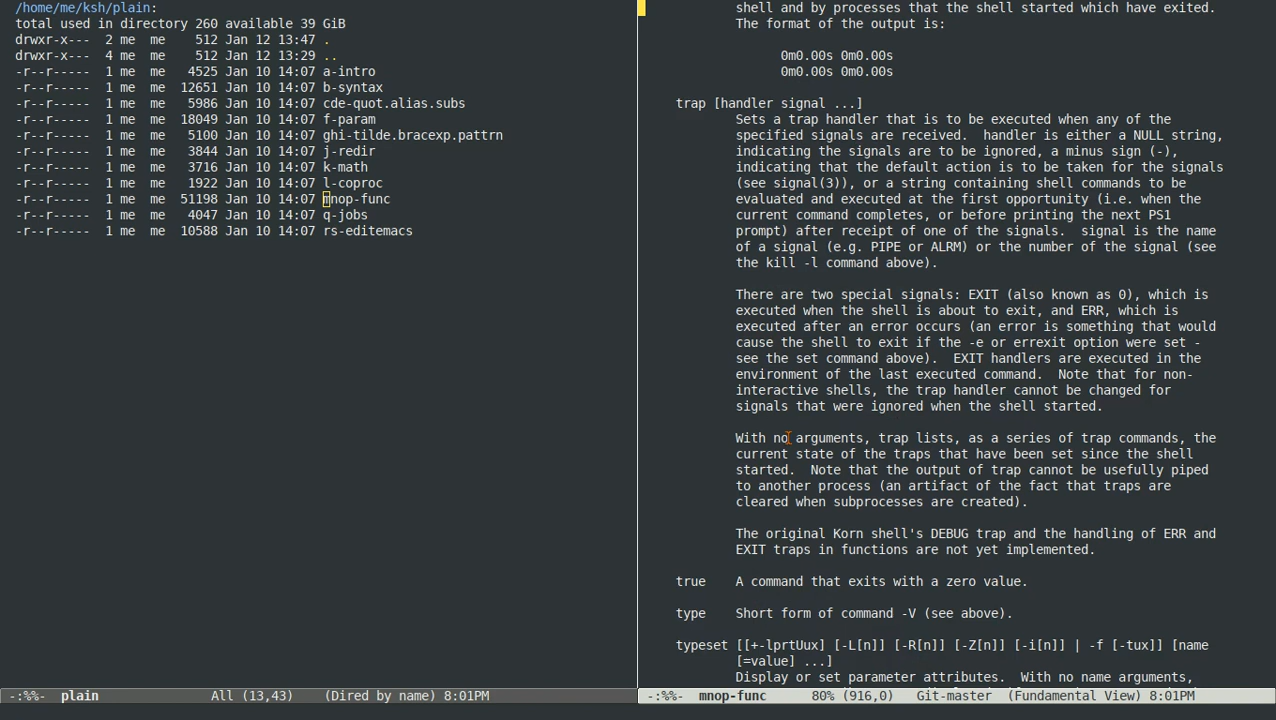 /home/me/ksh/plain:
total used in directory 260 available 39 GiB
drwxr-x---  2 me  me    512 Jan 12 13:47 .
drwxr-x---  4 me  me    512 Jan 12 13:29 ..
-r--r-----  1 me  me   4525 Jan 10 14:07 a-intro
-r--r-----  1 me  me  12651 Jan 10 14:07 b-syntax
-r--r-----  1 me  me   5986 Jan 10 14:07 cde-quot.alias.subs
-r--r-----  1 me  me  18049 Jan 10 14:07 f-param
-r--r-----  1 me  me   5100 Jan 10 14:07 ghi-tilde.bracexp.pattrn
-r--r-----  1 me  me   3844 Jan 10 14:07 j-redir
-r--r-----  1 me  me   3716 Jan 10 14:07 k-math
-r--r-----  1 me  me   1922 Jan 10 14:07 l-coproc
-r--r-----  1 me  me  51198 Jan 10 14:07 mnop-func
-r--r-----  1 me  me   4047 Jan 10 14:07 q-jobs
-r--r-----  1 me  me  10588 Jan 10 14:07 rs-editemacs
-:%%-  plain               All (13,43)    (Dired by name) 8:01PM
shell and by processes that the shell started which have exited.
The format of the output is:
0m0.00s 0m0.00s
0m0.00s 0m0.00s
trap [handler signal ...]
Sets a trap handler that is to be executed when any of the
specified signals are received.  handler is either a NULL string,
indicating the signals are to be ignored, a minus sign (-),
indicating that the default action is to be taken for the signals
(see signal(3)), or a string containing shell commands to be
evaluated and executed at the first opportunity (i.e. when the
current command completes, or before printing the next PS1
prompt) after receipt of one of the signals.  signal is the name
of a signal (e.g. PIPE or ALRM) or the number of the signal (see
the kill -l command above).
There are two special signals: EXIT (also known as 0), which is
executed when the shell is about to exit, and ERR, which is
executed after an error occurs (an error is something that would
cause the shell to exit if the -e or errexit option were set -
see the set command above).  EXIT handlers are executed in the
environment of the last executed command.  Note that for non-
interactive shells, the trap handler cannot be changed for
signals that were ignored when the shell started.
With no arguments, trap lists, as a series of trap commands, the
current state of the traps that have been set since the shell
started.  Note that the output of trap cannot be usefully piped
to another process (an artifact of the fact that traps are
cleared when subprocesses are created).
The original Korn shell's DEBUG trap and the handling of ERR and
EXIT traps in functions are not yet implemented.
true    A command that exits with a zero value.
type    Short form of command -V (see above).
typeset [[+-lprtUux] [-L[n]] [-R[n]] [-Z[n]] [-i[n]] | -f [-tux]] [name
[=value] ...]
Display or set parameter attributes.  With no name arguments,
-:%%-  mnop-func      80% (916,0)    Git-master  (Fundamental View) 8:01PM